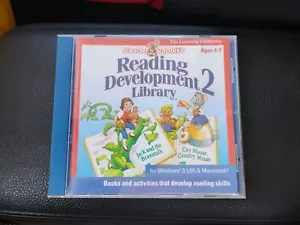 The Learning Company
Reader Rabbit's
Ages 4-7
Reading
Development 2
Library
Jack and the
Beanstalk
City Mouse,
Country Mouse
for Windows® 3.1/95 & Macintosh®
Books and activities that develop reading skills